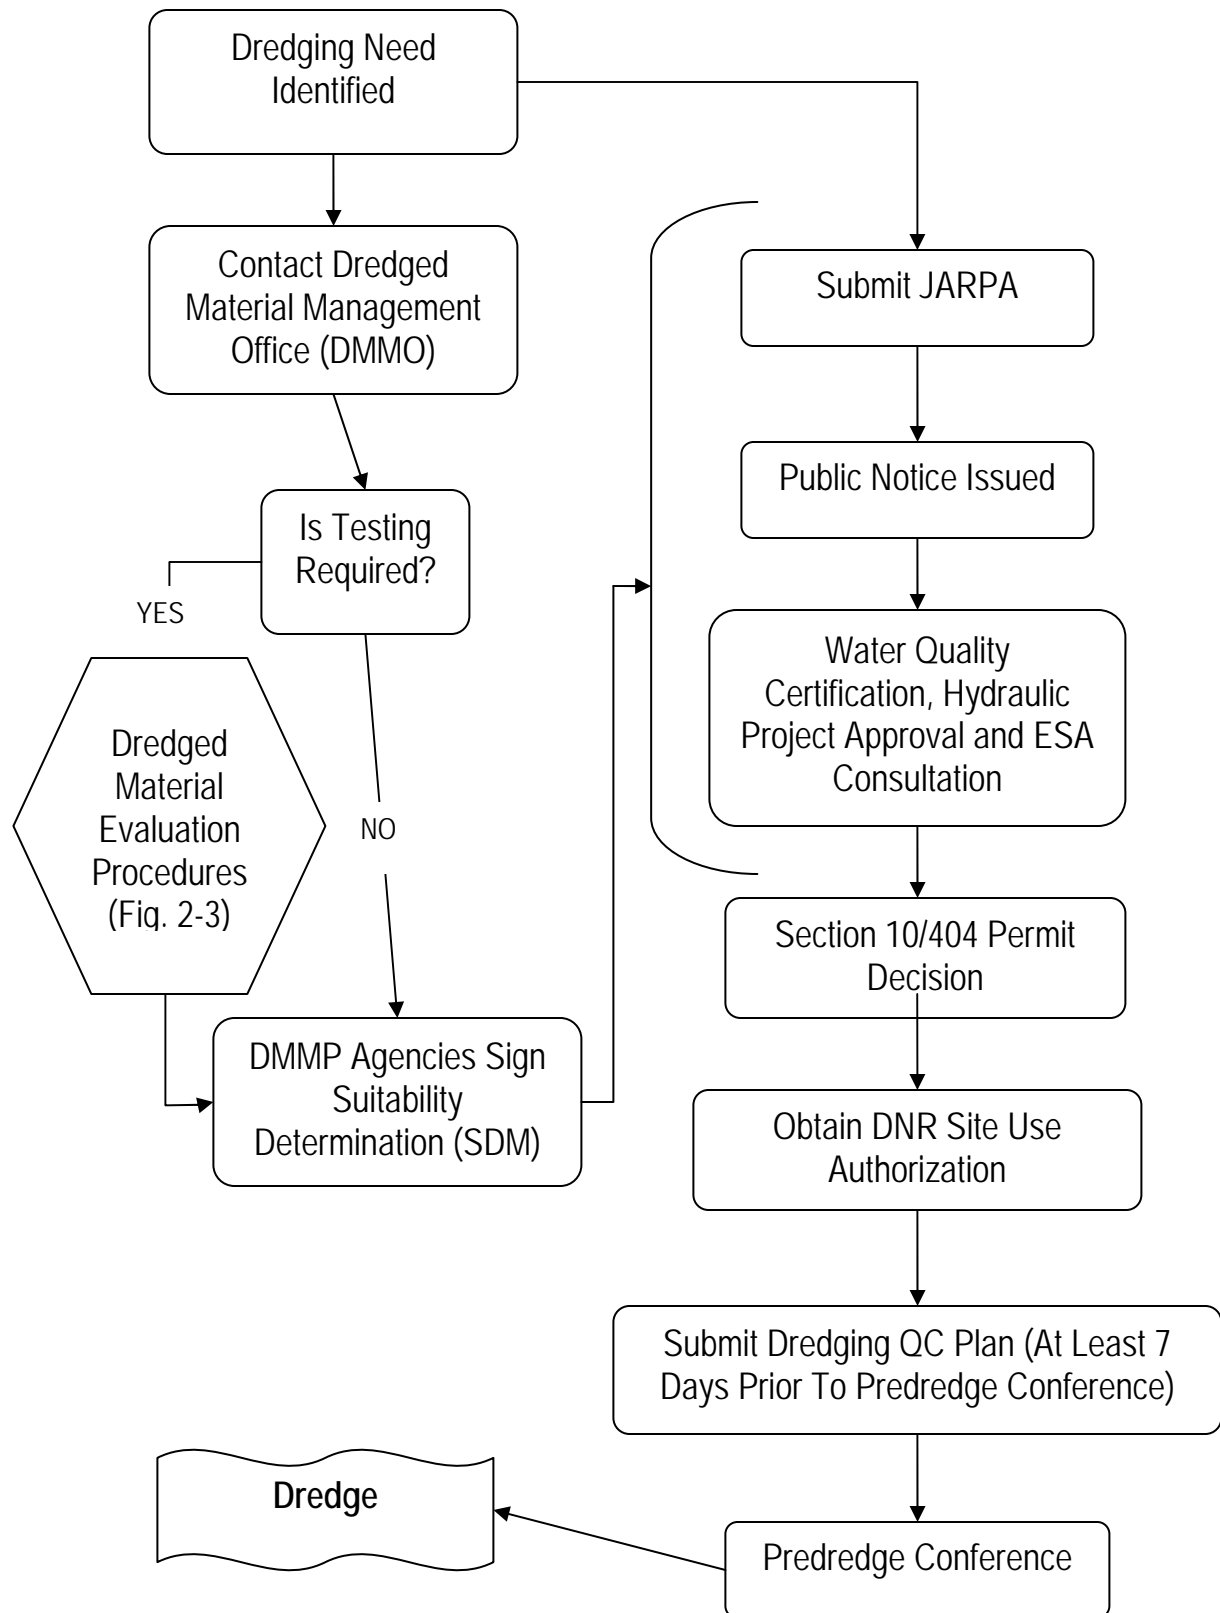 Dredging Need
Identified
Contact Dredged
Material Management
Office (DMMO)
Is Testing
Required?
YES
NO
Dredged
Material
Evaluation
Procedures
(Fig. 2-3)
DMMP Agencies Sign
Suitability
Determination (SDM)
Submit JARPA
Public Notice Issued
Water Quality
Certification, Hydraulic
Project Approval and ESA
Consultation
Section 10/404 Permit
Decision
Obtain DNR Site Use
Authorization
Submit Dredging QC Plan (At Least 7
Days Prior To Predredge Conference)
Predredge Conference
Dredge